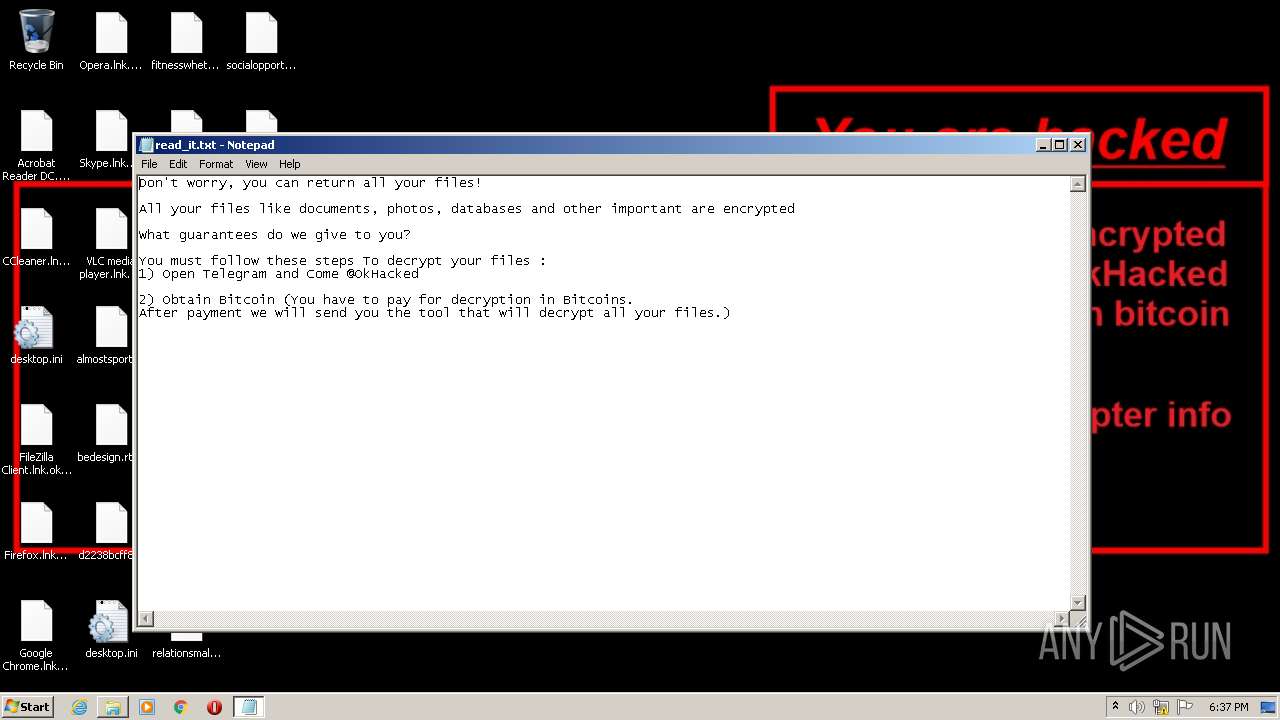 Recycle Bin
Opera.lnk....
fitnesswhet...
socialopport...
You are hacked
Acrobat
Reader DC....
Skype.lnk...
read_it.txt - Notepad
File Edit Format View Help
Don't worry, you can return all your files!
All your files like documents, photos, databases and other important are encrypted
What guarantees do we give to you?
You must follow these steps To decrypt your files :
1) Open Telegram and Come @OkHacked
2) Obtain Bitcoin (You have to pay for decryption in Bitcoins.
After payment we will send you the tool that will decrypt all your files.)
ncrypted
kHacked
n bitcoin
pter info
CCleaner.ln...
VLC media
player.lnk...
desktop.ini
almostsport
FileZilla
Client.lnk.ok...
bedesign.rt
Firefox.lnk...
d2238bcff8
Google
Chrome.lnk...
desktop.ini
relationsmal...
ANY RUN
Start
6:37 PM